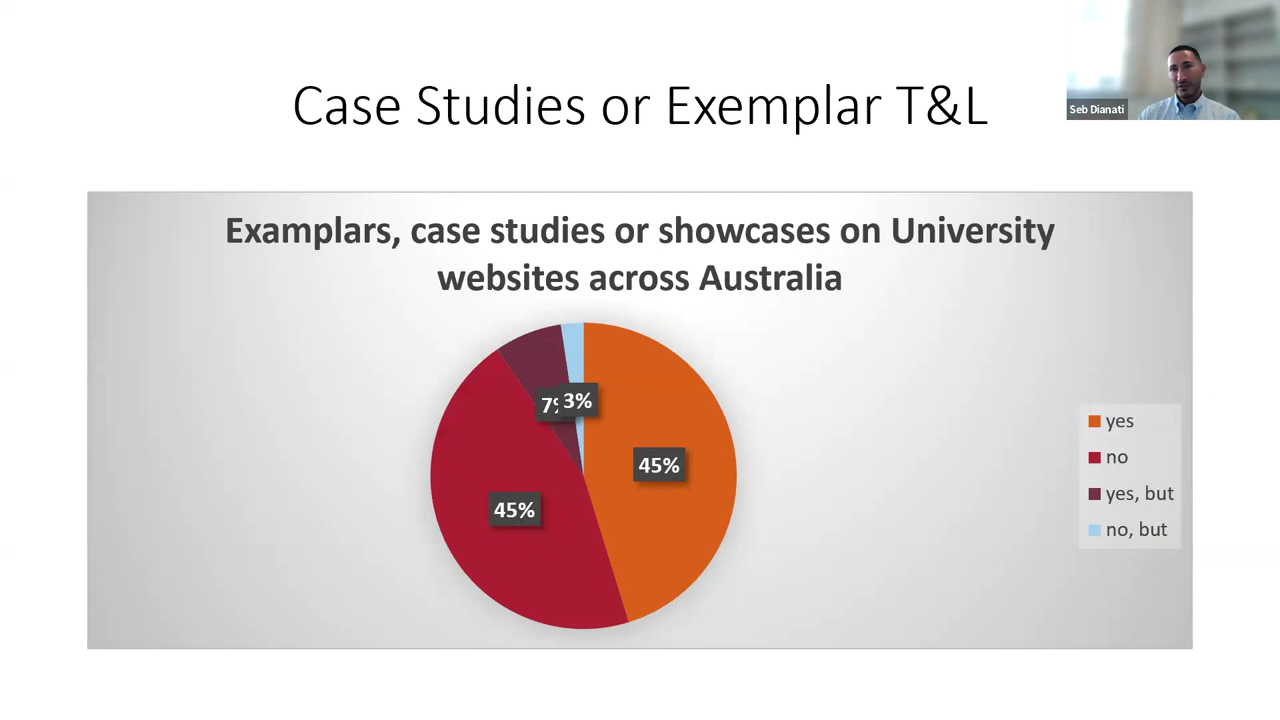 Case Studies or Exemplar T&L
Seb Dianati
Examplars, case studies or showcases on University
websites across Australia
3%
45%
45%
yes
no
yes, but
no, but